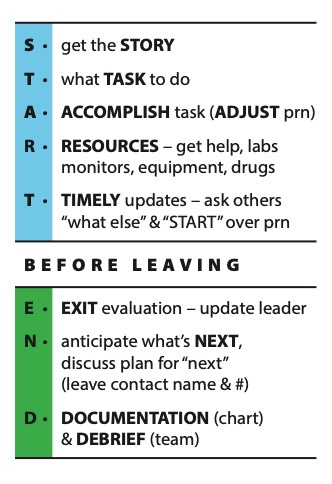 S • get the STORY
T • what TASK to do
A • ACCOMPLISH task (ADJUST prn)
R • RESOURCES – get help, labs
monitors, equipment, drugs
T • TIMELY updates – ask others
“what else” & “START” over prn
BEFORE LEAVING
E • EXIT evaluation – update leader
N • anticipate what’s NEXT,
discuss plan for “next”
(leave contact name & #)
D • DOCUMENTATION (chart)
& DEBRIEF (team)